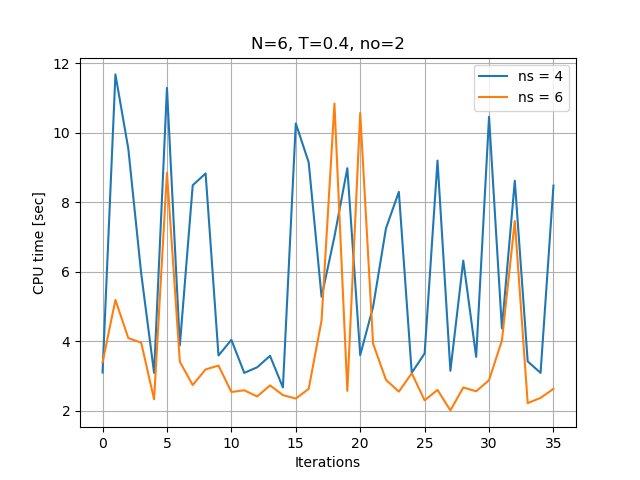 N=6, T=0.4, no=2
ns = 4
ns = 6
CPU time [sec]
12
10
8
6
4
2
0 5 10 15 20 25 30 35
Iterations